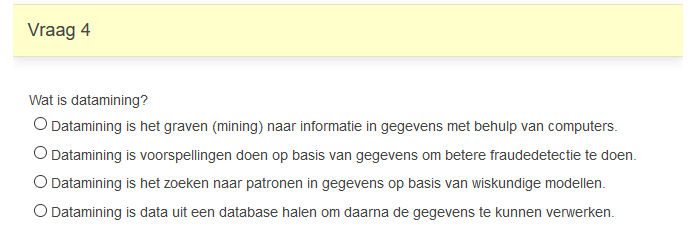 Vraag 4
Wat is datamining?
Datamining is het graven (mining) naar informatie in gegevens met behulp van computers.
Datamining is voorspellingen doen op basis van gegevens om betere fraudedetectie te doen.
Datamining is het zoeken naar patronen in gegevens op basis van wiskundige modellen.
Datamining is data uit een database halen om daarna de gegevens te kunnen verwerken.